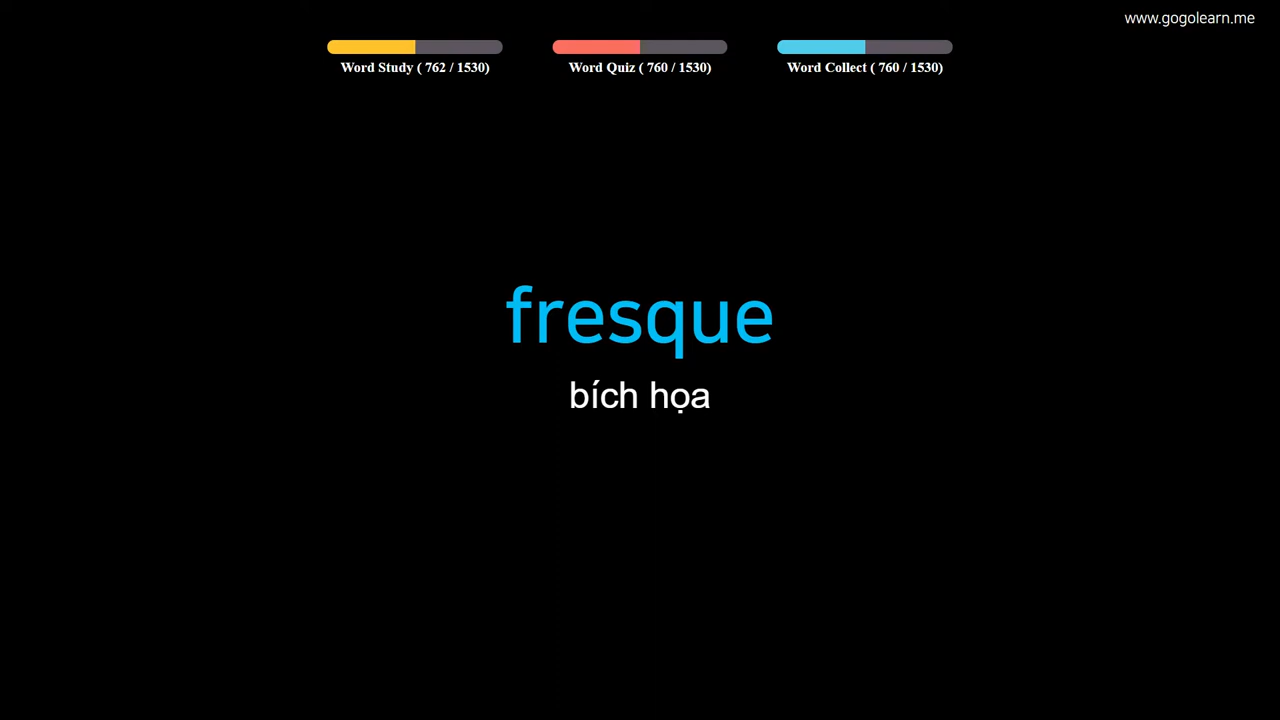 www.gogolearn.me
Word Study ( 762 / 1530) Word Quiz ( 760 / 1530) Word Collect ( 760 / 1530)
fresque
bích họa